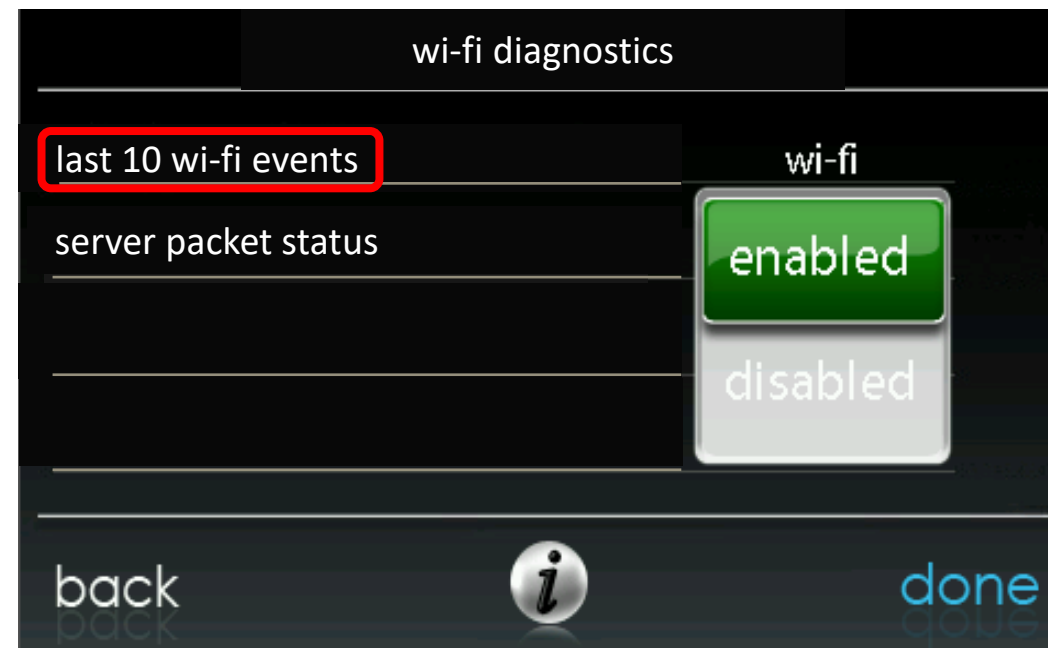 wi-fi diagnostics
last 10 wi-fi events
wi-fi
server packet status
enabled
disabled
back
i
done